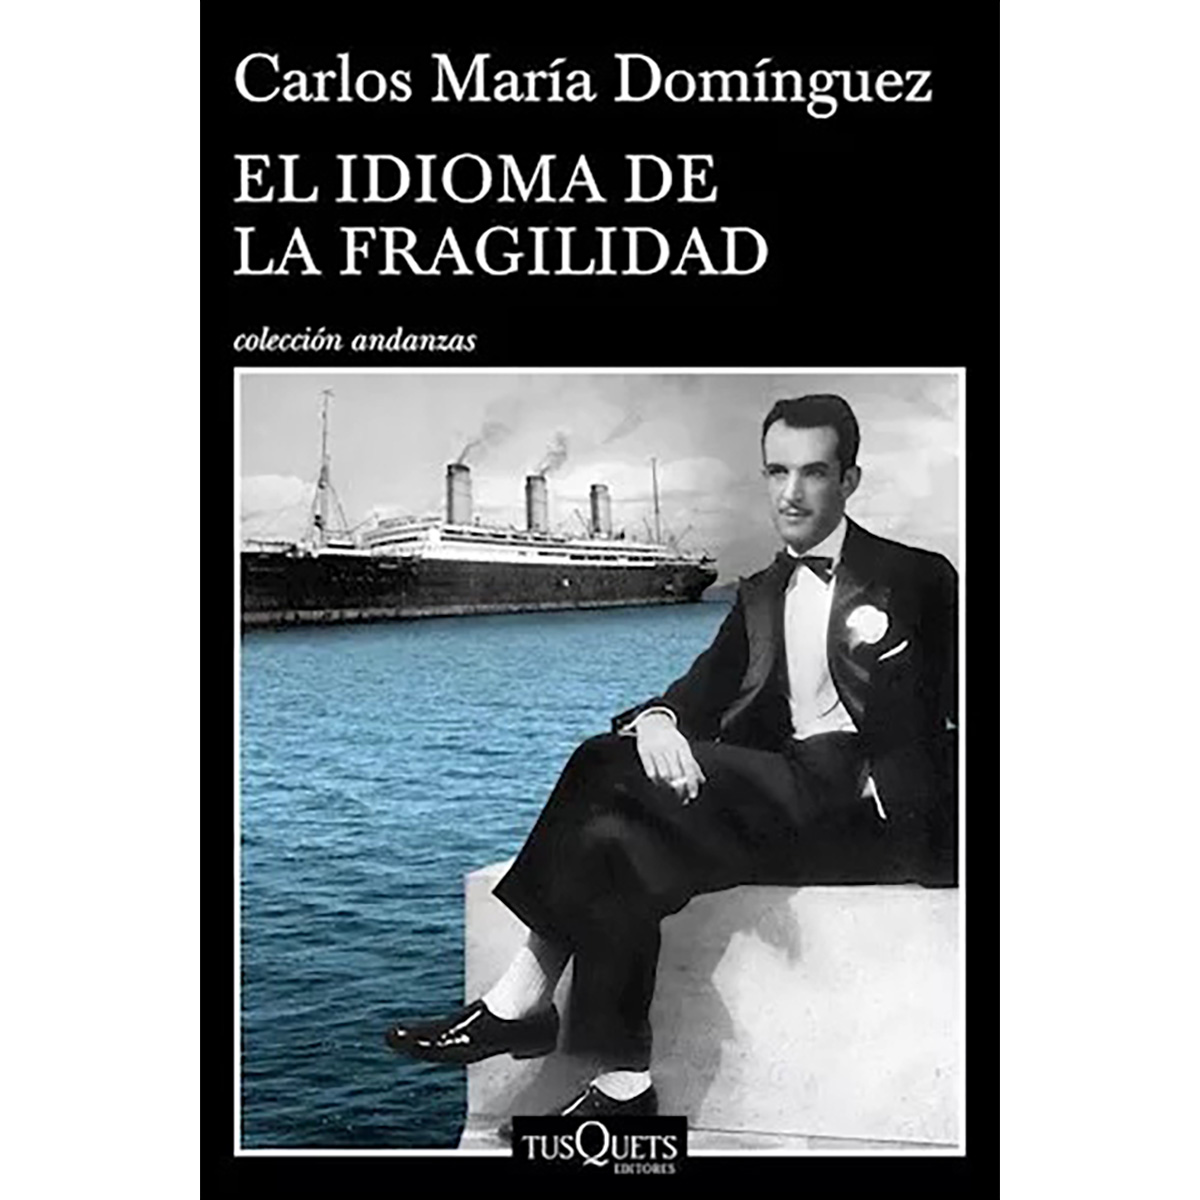 Carlos María Domínguez
EL IDIOMA DE
LA FRAGILIDAD
colección andanzas
TUSQUETS
EDITORES